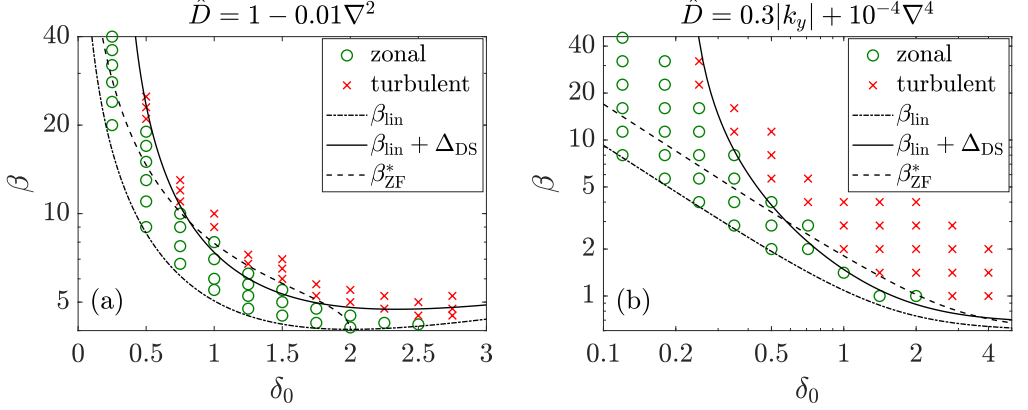 D̂ = 1 − 0.01∇²
β
40
20
10
5
zonal
turbulent
β_lin
β_lin + Δ_DS
β*_ZF
(a)
0 0.5 1 1.5 2 2.5 3
δ₀
D̂ = 0.3|k_y| + 10⁻⁴∇⁴
β
40
20
10
4
2
1
zonal
turbulent
β_lin
β_lin + Δ_DS
β*_ZF
(b)
0.1 0.2 0.5 1 2 4
δ₀